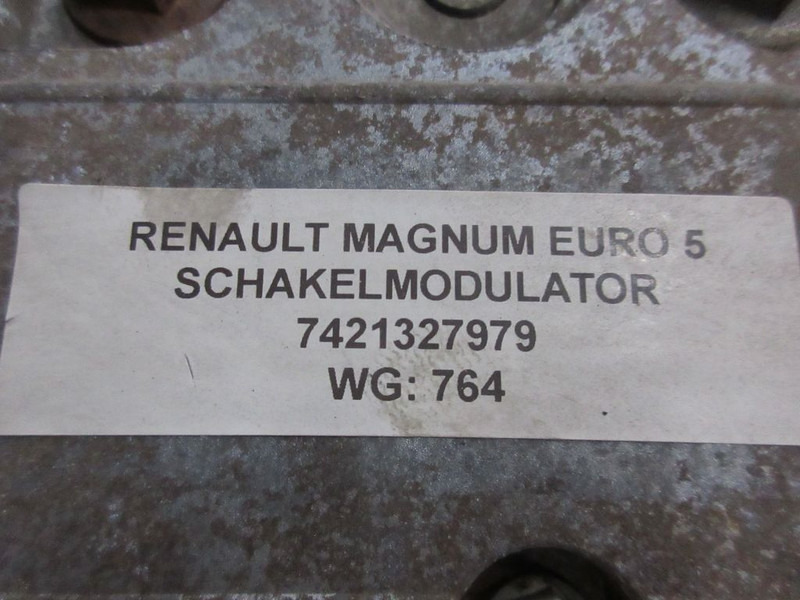 RENAULT MAGNUM EURO 5
SCHAKELMODULATOR
7421327979
WG: 764